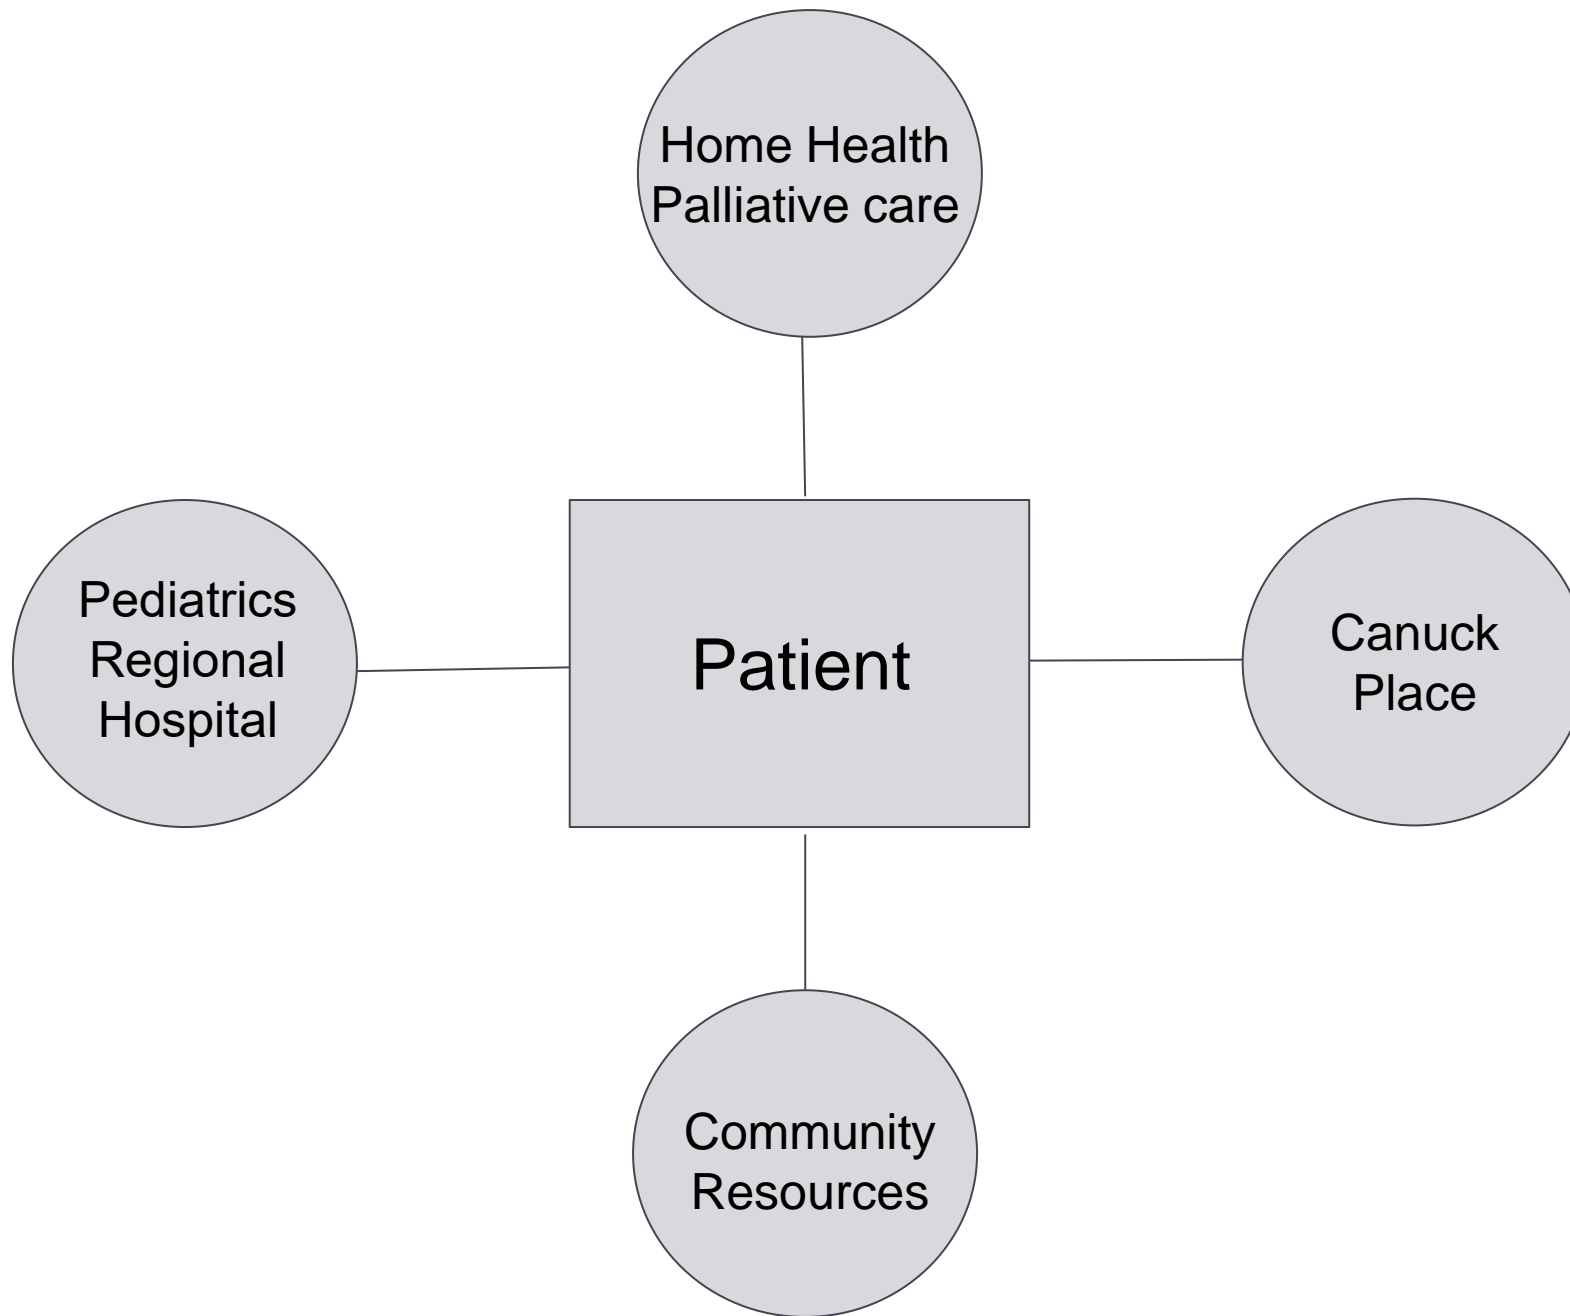 Home Health
Palliative care
Pediatrics
Regional
Hospital
Patient
Canuck
Place
Community
Resources